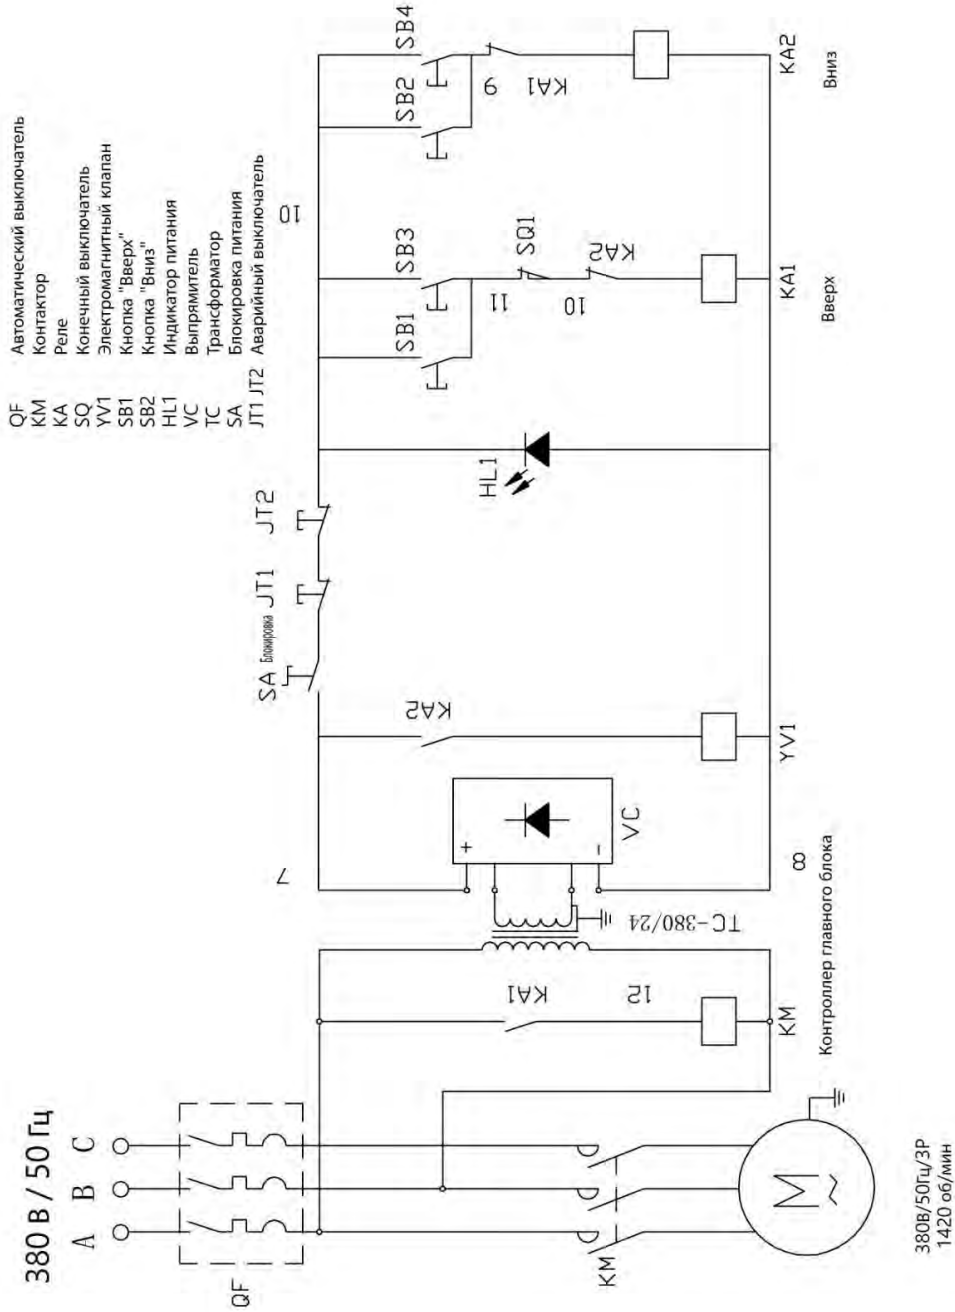 380 В / 50 Гц
A B C
QF
KM
M
~
380В/50Гц/3Р
1420 об/мин
KA1
12
KM
Контроллер главного блока
TC-380/24
7
+
-
VC
8
KA2
YV1
SA
Блокировка
JT1
JT2
HL1
QF Автоматический выключатель
KM Контактор
KA Реле
SQ Конечный выключатель
YV1 Электромагнитный клапан
SB1 Кнопка "Вверх"
SB2 Кнопка "Вниз"
HL1 Индикатор питания
VC Выпрямитель
TC Трансформатор
SA Блокировка питания
JT1 JT2 Аварийный выключатель
10
SB1
SB3
11
SQ1
10
KA2
KA1
Вверх
SB2
SB4
9
KA1
KA2
Вниз